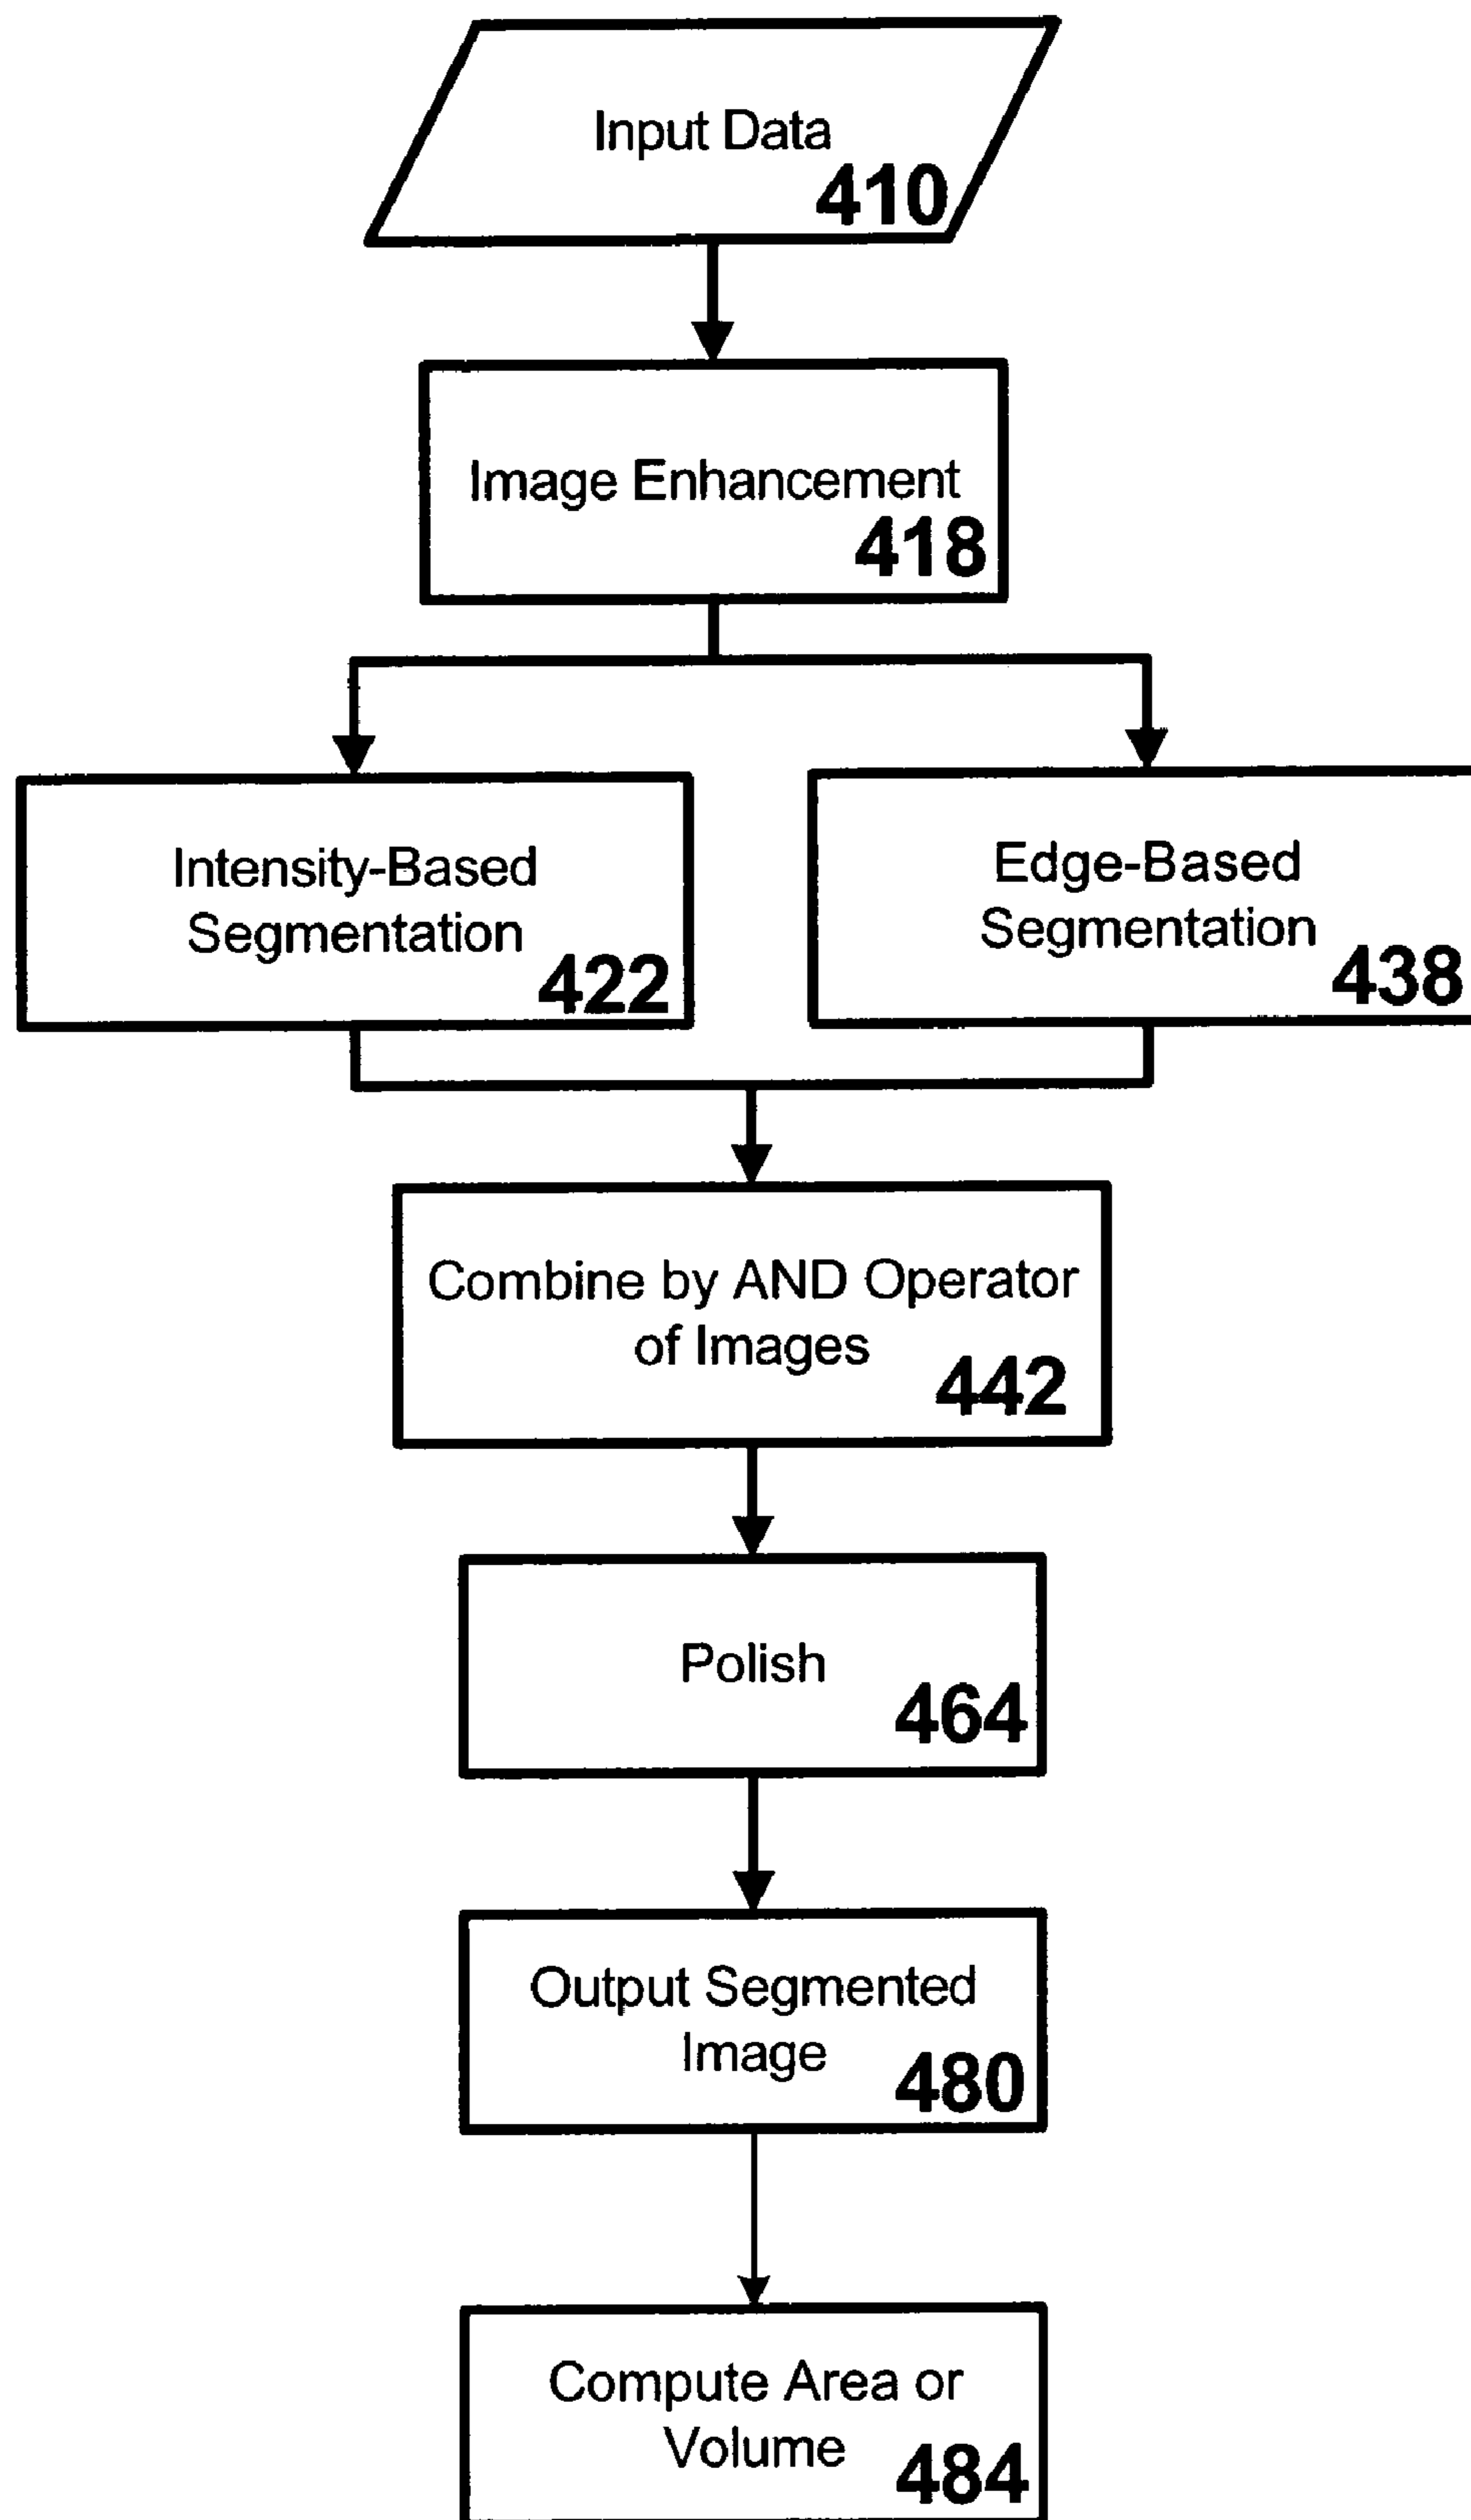 Input Data
410
Image Enhancement
418
Intensity-Based
Segmentation
422
Edge-Based
Segmentation
438
Combine by AND Operator
of Images
442
Polish
464
Output Segmented
Image
480
Compute Area or
Volume
484